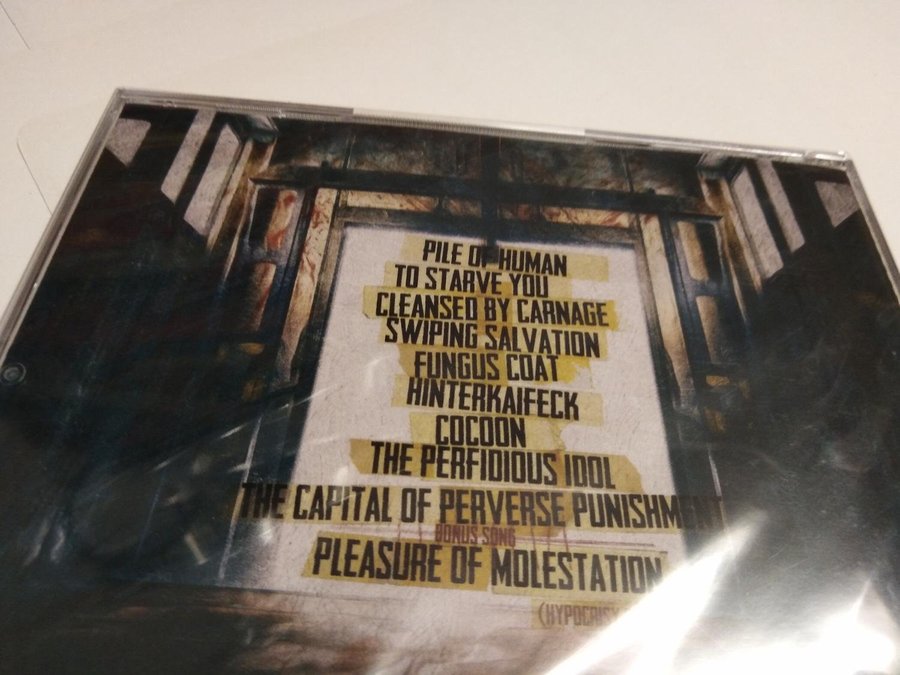 PILE OF HUMAN
TO STARVE YOU
CLEANSED BY CARNAGE
SWIPING SALVATION
FUNGUS COAT
HINTERKAIFECK
COCOON
THE PERFIDIOUS IDOL
THE CAPITAL OF PERVERSE PUNISHMENT
BONUS SONG
PLEASURE OF MOLESTATION
(HYPOCRISY